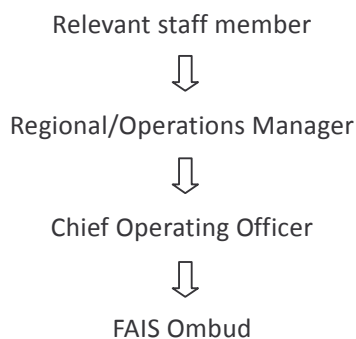 Relevant staff member
Regional/Operations Manager
Chief Operating Officer
FAIS Ombud